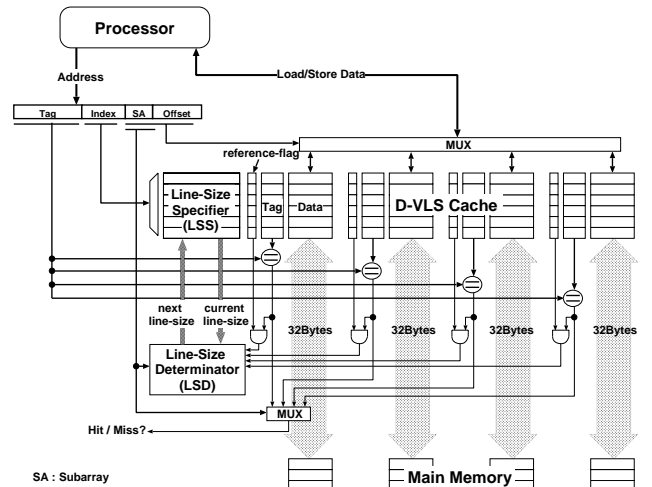 Processor
Address
Load/Store Data
Tag Index SA Offset
MUX
reference-flag
Line-Size
Specifier
(LSS)
Tag
Data
D-VLS Cache
next
line-size
current
line-size
32Bytes
32Bytes
32Bytes
32Bytes
Line-Size
Determinator
(LSD)
MUX
Hit / Miss?
SA : Subarray
Main Memory